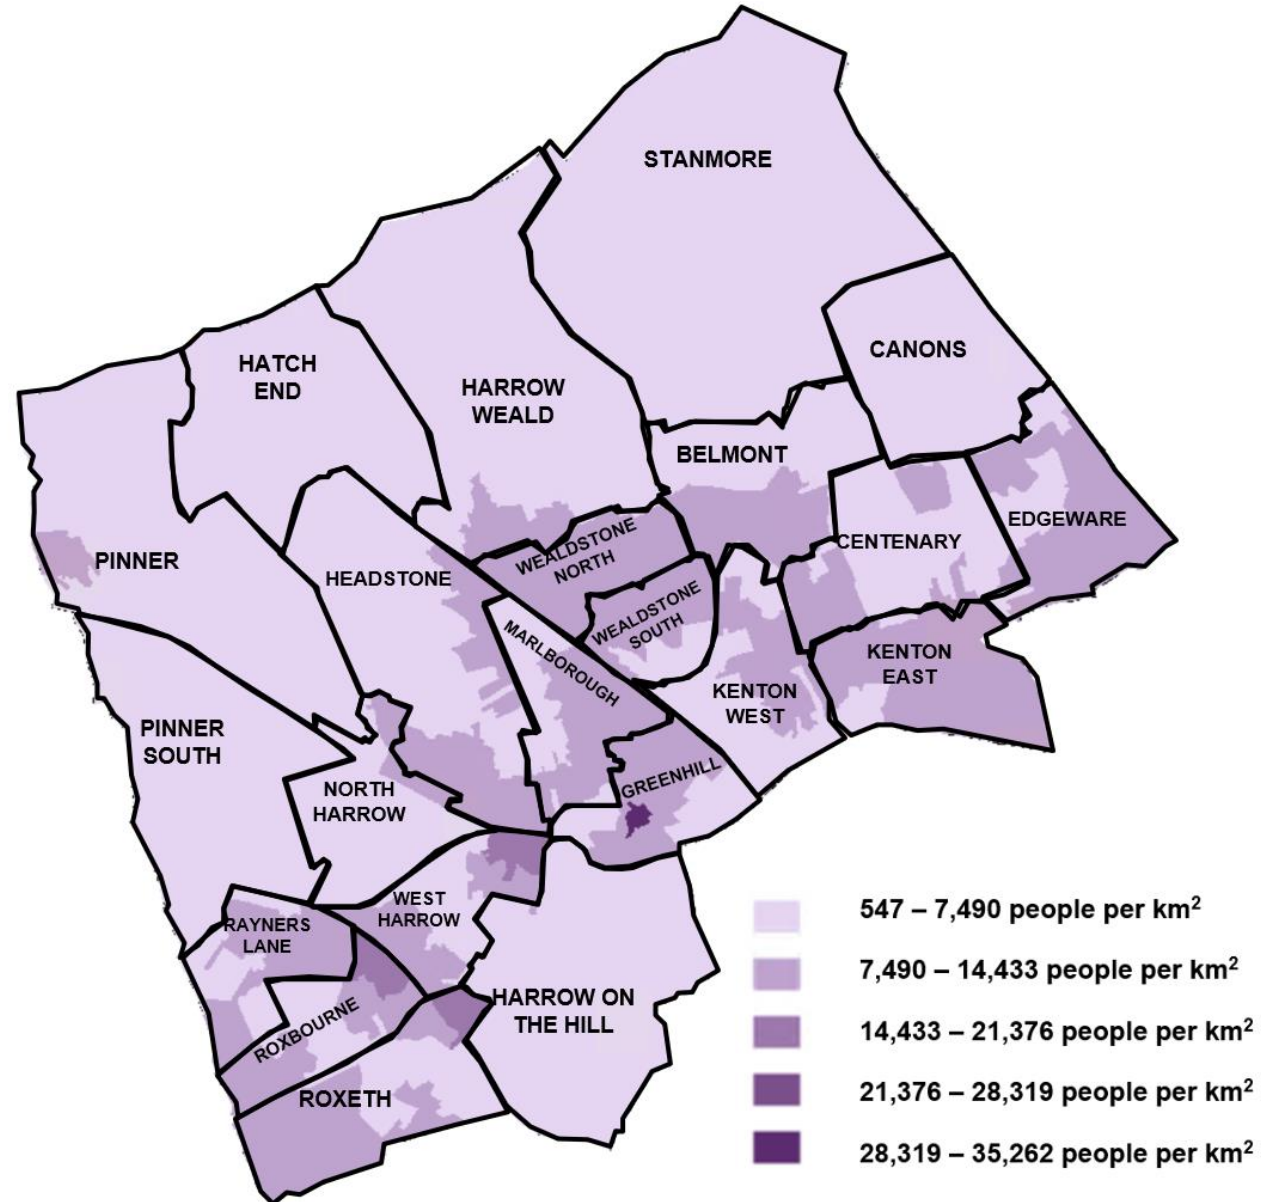 STANMORE
CANONS
HATCH
END
HARROW
WEALD
BELMONT
EDGEWARE
CENTENARY
WEALDSTONE
NORTH
PINNER
HEADSTONE
WEALDSTONE
SOUTH
MARLBOROUGH
KENTON
EAST
KENTON
WEST
PINNER
SOUTH
GREENHILL
NORTH
HARROW
WEST
HARROW
RAYNERS
LANE
HARROW ON
THE HILL
ROXBOURNE
ROXETH
547 – 7,490 people per km²
7,490 – 14,433 people per km²
14,433 – 21,376 people per km²
21,376 – 28,319 people per km²
28,319 – 35,262 people per km²